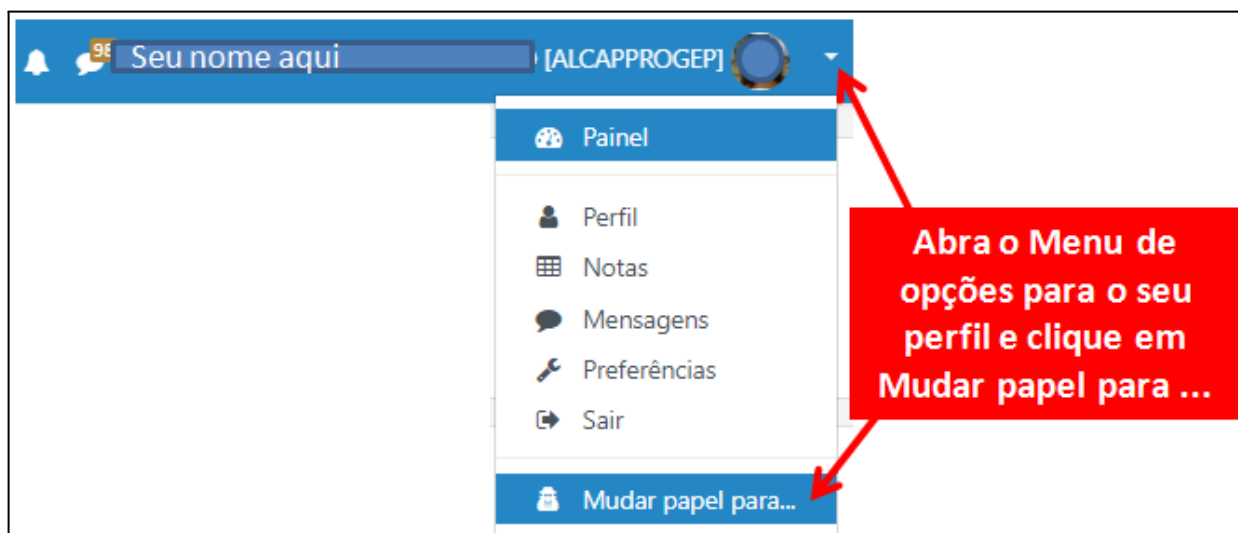 98
Seu nome aqui
[ALCAPPROGEP]
Painel
Perfil
Notas
Mensagens
Preferências
Sair
Mudar papel para...
Abra o Menu de
opções para o seu
perfil e clique em
Mudar papel para ...